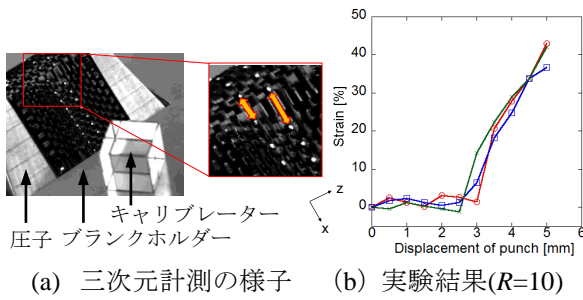 キャリブレーター
圧子 ブランクホルダー
z
x
(a) 三次元計測の様子
50
40
30
20
10
0
-10
Strain [%]
0 1 2 3 4 5 6
Displacement of punch [mm]
(b) 実験結果(R=10)